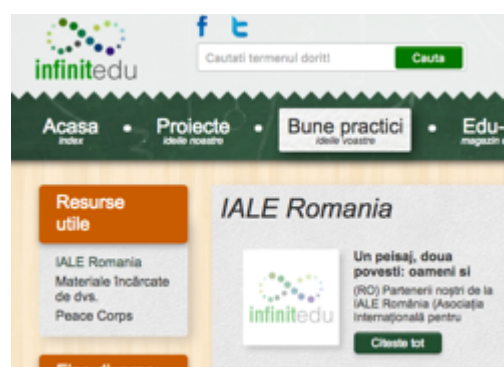 infinitedu
Cautati termenul dorit!
Cauta
Acasa
index
Proiecte
ideile noastre
Bune practici
ideile voastre
Edu-
magazin
Resurse
utile
IALE Romania
Materiale încărcate
de dvs.
Peace Corps
IALE Romania
infinitedu
Un peisaj, doua
povesti: oameni si
(RO) Partenerii noștri de la
IALE România (Asociația
Internațională pentru
Citeste tot